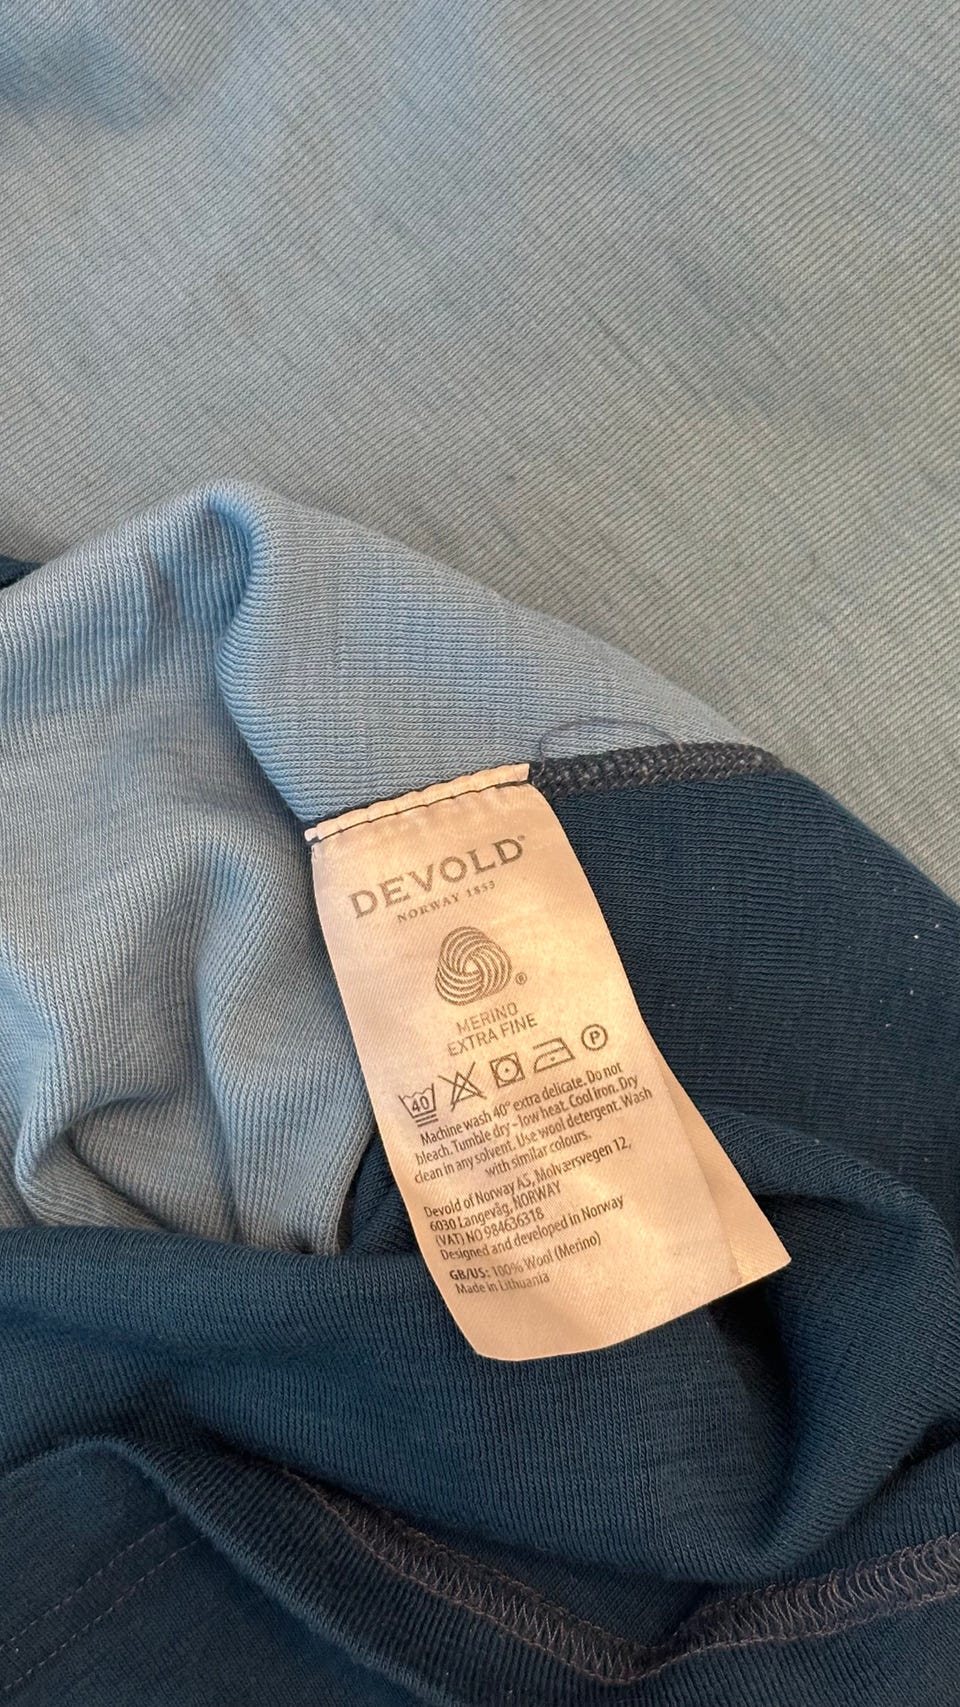 DEVOLD®
NORWAY 1853
®
MERINO
EXTRA FINE
40 P
Machine wash 40° extra delicate. Do not
bleach. Tumble dry - low heat. Cool iron. Dry
clean in any solvent. Use wool detergent. Wash
with similar colours.
Devold of Norway AS, Molværsvegen 12,
6030 Langevåg, NORWAY
(VAT) NO 984636318
Designed and developed in Norway
GB/US: 100% Wool (Merino)
Made in Lithuania